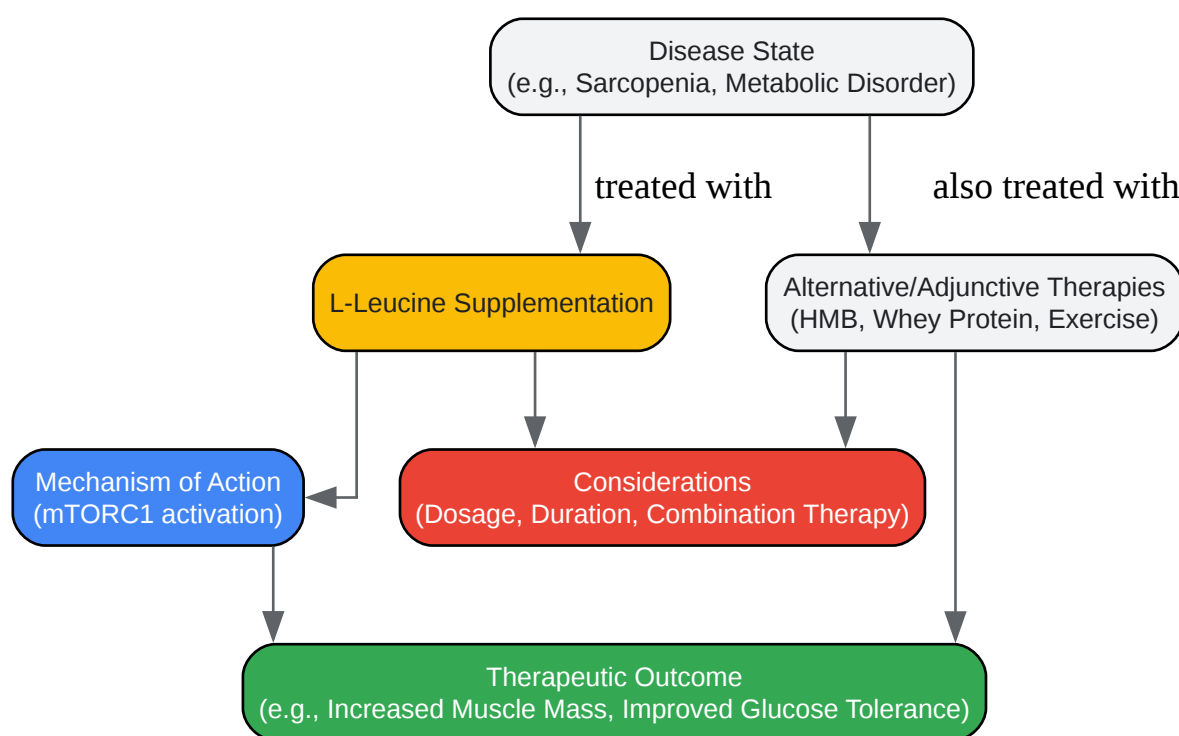 Disease State
(e.g., Sarcopenia, Metabolic Disorder)
treated with
also treated with
L-Leucine Supplementation
Alternative/Adjunctive Therapies
(HMB, Whey Protein, Exercise)
Mechanism of Action
(mTORC1 activation)
Considerations
(Dosage, Duration, Combination Therapy)
Therapeutic Outcome
(e.g., Increased Muscle Mass, Improved Glucose Tolerance)